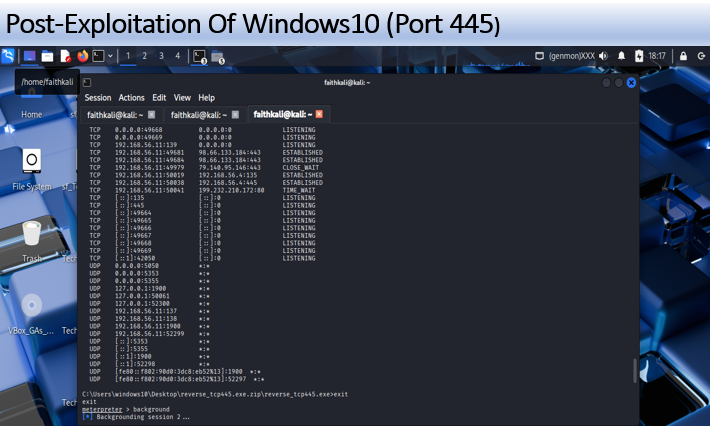 Post-Exploitation Of Windows10 (Port 445)
1 2 3 4 (genmon)XXX 18:17
/home/faithkali
faithkali@kali: ~
Session Actions Edit View Help
faithkali@kali: ~ faithkali@kali: ~ faithkali@kali: ~
Home
File System
Trash
VBox_GAs_...
Tech
Tech
Tech
TCP 0.0.0.0:49668 0.0.0.0:0 LISTENING
TCP 0.0.0.0:49669 0.0.0.0:0 LISTENING
TCP 192.168.56.11:139 0.0.0.0:0 LISTENING
TCP 192.168.56.11:49681 98.66.133.184:443 ESTABLISHED
TCP 192.168.56.11:49684 98.66.133.184:443 ESTABLISHED
TCP 192.168.56.11:49979 79.140.95.146:443 CLOSE_WAIT
TCP 192.168.56.11:50019 192.168.56.4:135 ESTABLISHED
TCP 192.168.56.11:50038 192.168.56.4:445 ESTABLISHED
TCP 192.168.56.11:50041 199.232.210.172:80 TIME_WAIT
TCP [::]:135 [::]:0 LISTENING
TCP [::]:445 [::]:0 LISTENING
TCP [::]:49664 [::]:0 LISTENING
TCP [::]:49665 [::]:0 LISTENING
TCP [::]:49666 [::]:0 LISTENING
TCP [::]:49667 [::]:0 LISTENING
TCP [::]:49668 [::]:0 LISTENING
TCP [::]:49669 [::]:0 LISTENING
TCP [::1]:42050 [::]:0 LISTENING
UDP 0.0.0.0:5050 *:*
UDP 0.0.0.0:5353 *:*
UDP 0.0.0.0:5355 *:*
UDP 127.0.0.1:1900 *:*
UDP 127.0.0.1:50061 *:*
UDP 127.0.0.1:52300 *:*
UDP 192.168.56.11:137 *:*
UDP 192.168.56.11:138 *:*
UDP 192.168.56.11:1900 *:*
UDP 192.168.56.11:52299 *:*
UDP [::]:5353 *:*
UDP [::]:5355 *:*
UDP [::1]:1900 *:*
UDP [::1]:52298 *:*
UDP [fe80::f802:90d0:3dc8:eb52%13]:1900 *:*
UDP [fe80::f802:90d0:3dc8:eb52%13]:52297 *:*
C:\Users\windows10\Desktop\reverse_tcp445.exe.zip\reverse_tcp445.exe>exit
exit
meterpreter > background
[*] Backgrounding session 2...